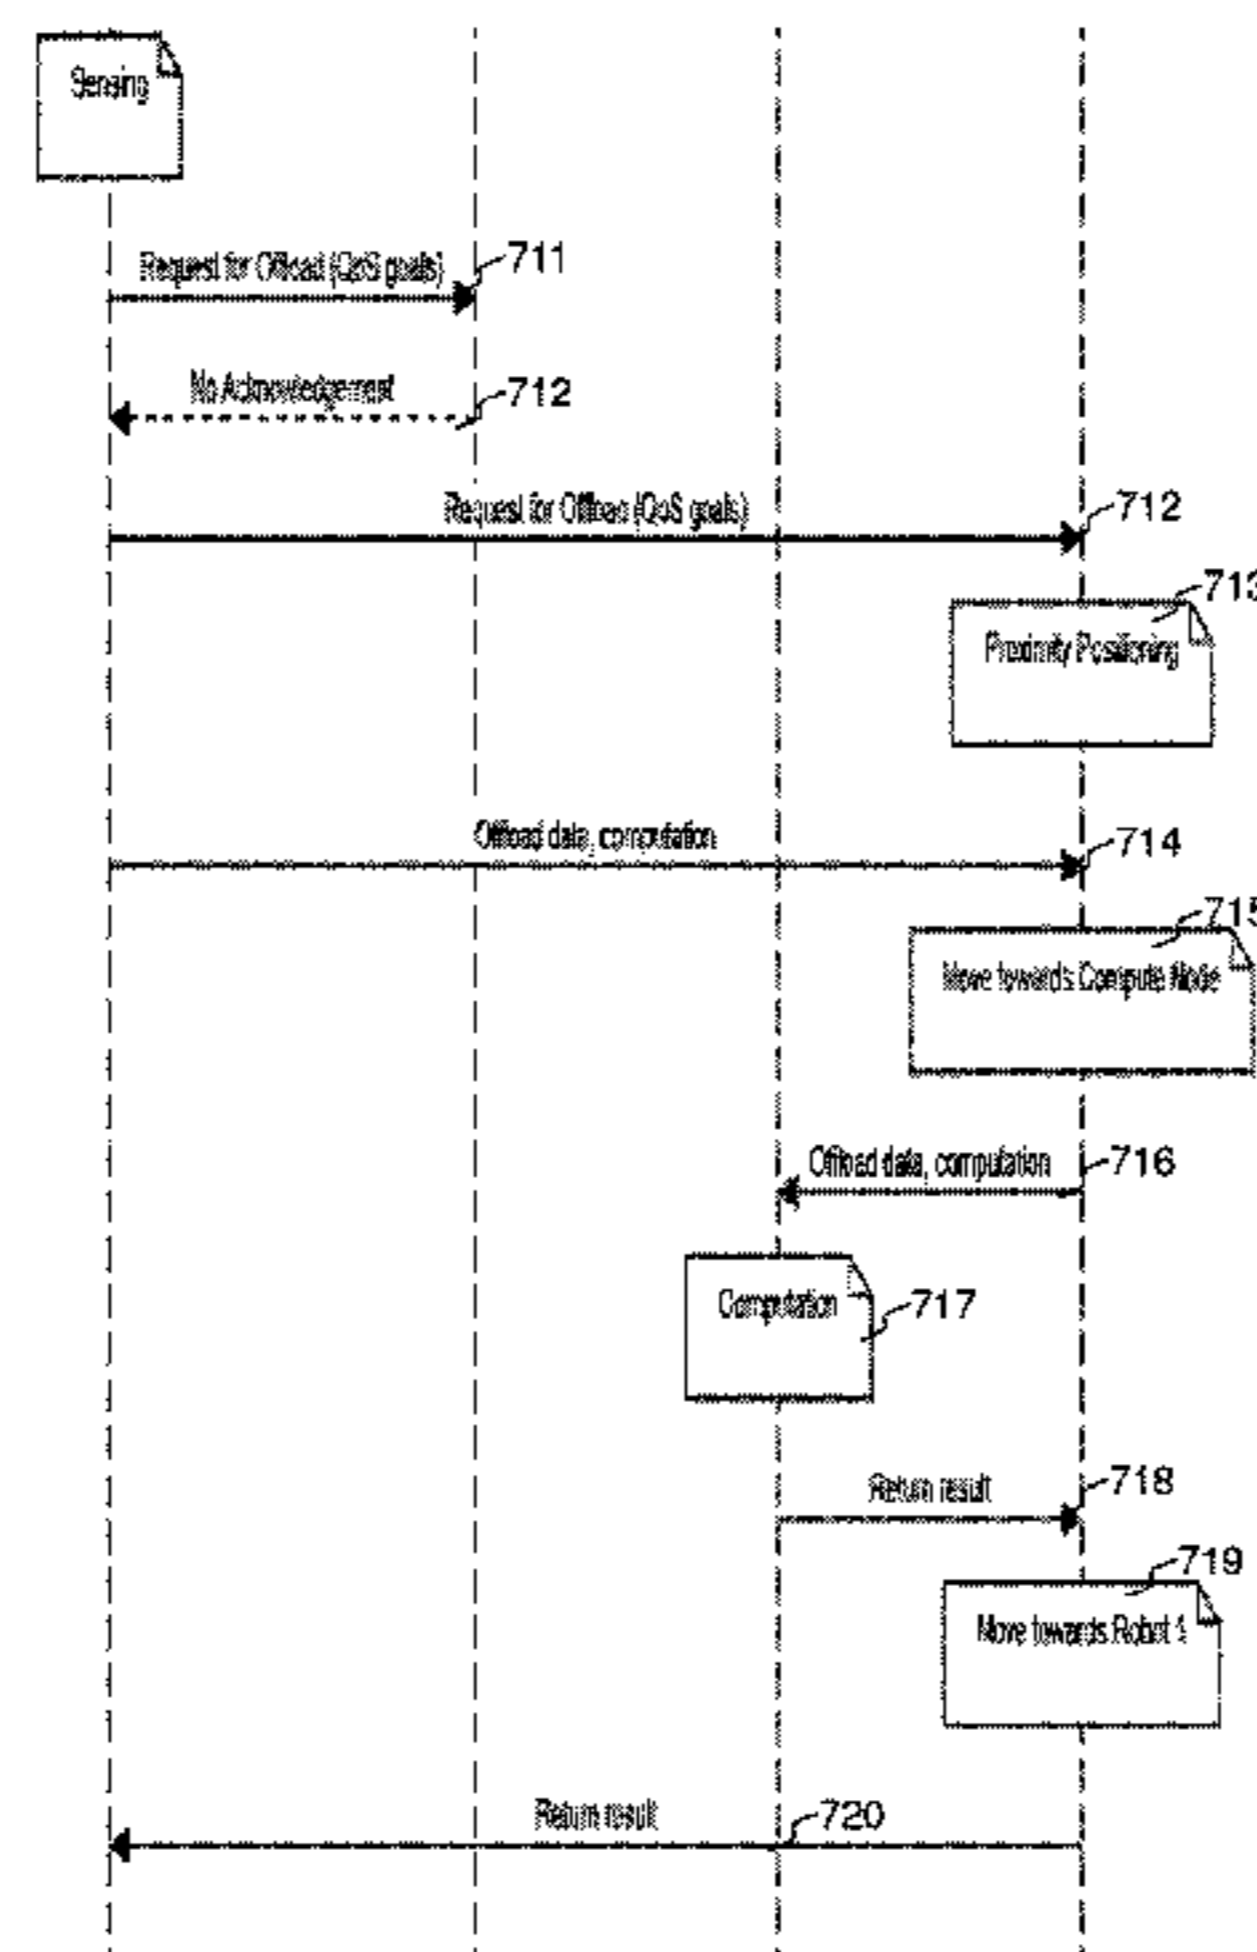 Sensing
Request for Offload (QoS goals)
711
No Acknowledgement
712
Request for Offload (QoS goals)
712
713
Proximity Positioning
Offload data, computation
714
715
Move towards Compute Node
Offload data, computation
716
Computation
717
Return result
718
719
Move towards Robot 1
Return result
720